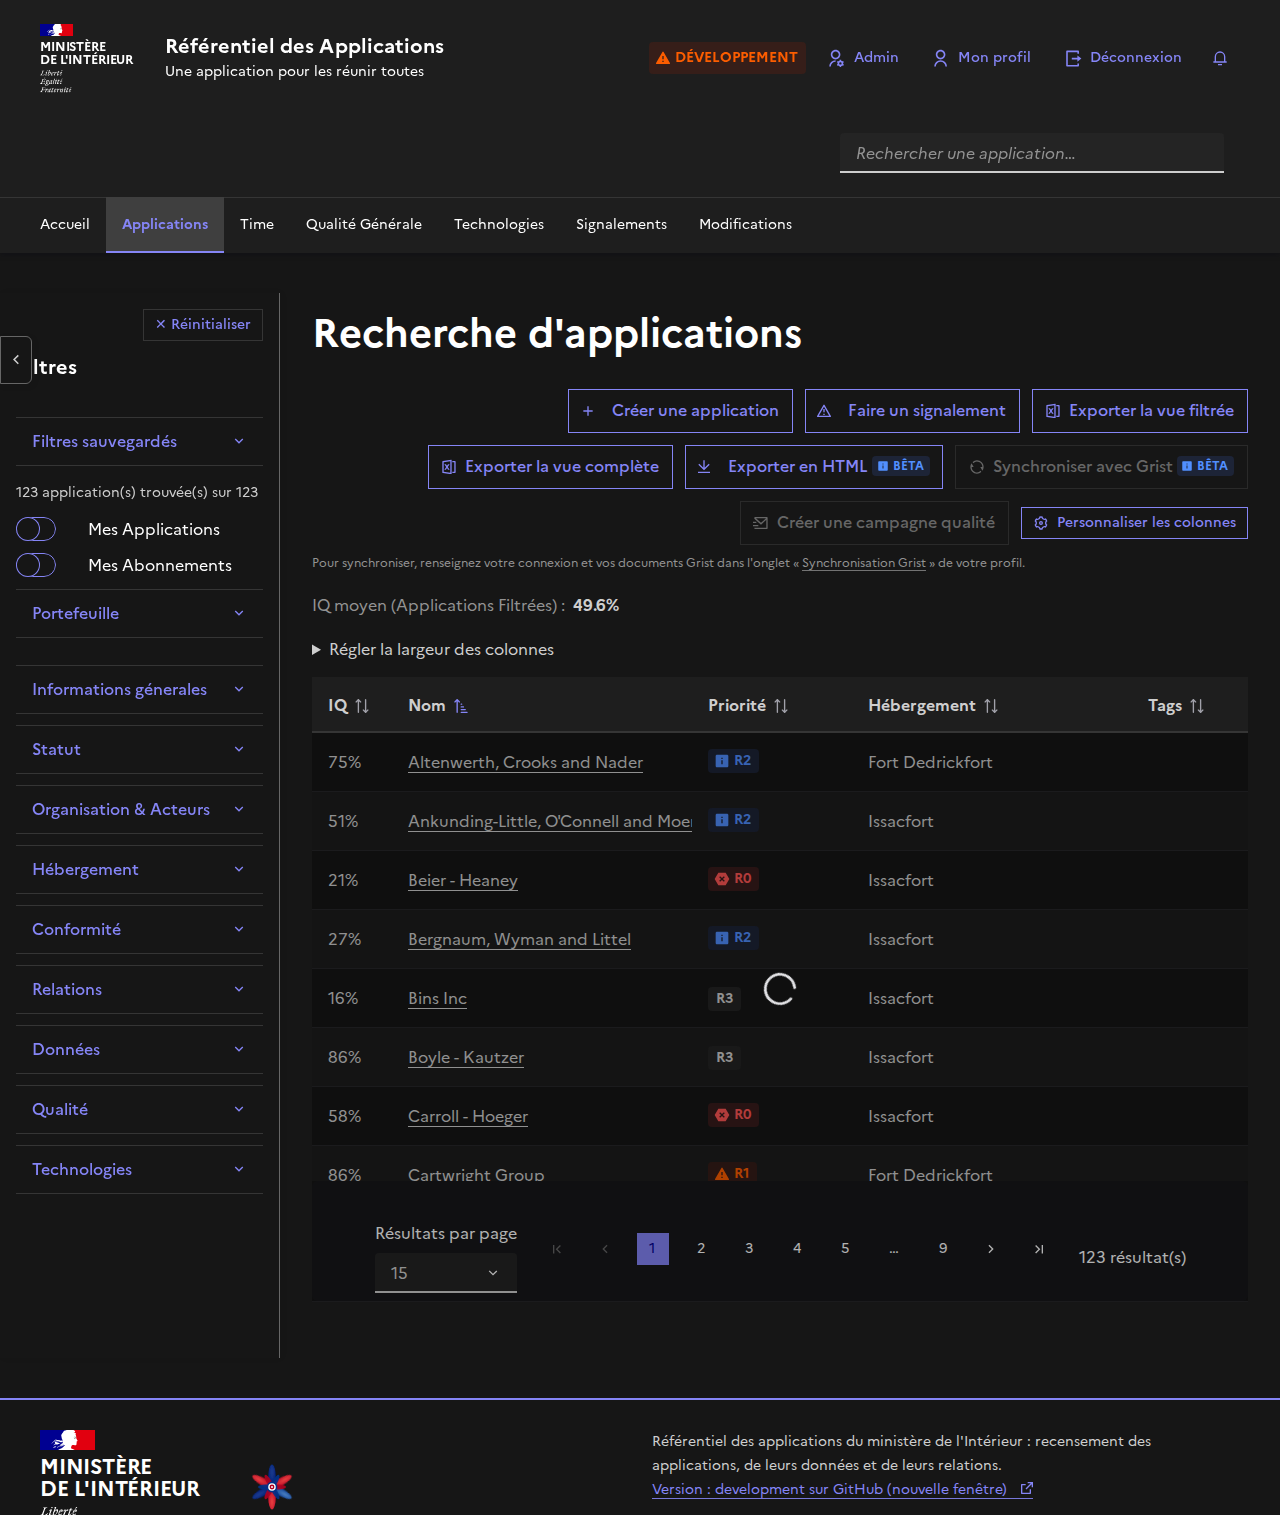 MINISTÈRE
DE L'INTÉRIEUR
Liberté
Égalité
Fraternité
Référentiel des Applications
Une application pour les réunir toutes
DÉVELOPPEMENT
Admin
Mon profil
Déconnexion
Rechercher une application…
Accueil
Applications
Time
Qualité Générale
Technologies
Signalements
Modifications
Réinitialiser
ltres
Filtres sauvegardés
123 application(s) trouvée(s) sur 123
Mes Applications
Mes Abonnements
Portefeuille
Informations génerales
Statut
Organisation & Acteurs
Hébergement
Conformité
Relations
Données
Qualité
Technologies
Recherche d'applications
Créer une application
Faire un signalement
Exporter la vue filtrée
Exporter la vue complète
Exporter en HTML BÊTA
Synchroniser avec Grist BÊTA
Créer une campagne qualité
Personnaliser les colonnes
Pour synchroniser, renseignez votre connexion et vos documents Grist dans l'onglet « Synchronisation Grist » de votre profil.
IQ moyen (Applications Filtrées) : 49.6%
Régler la largeur des colonnes
IQ Nom Priorité Hébergement Tags
75% Altenwerth, Crooks and Nader R2 Fort Dedrickfort
51% Ankunding-Little, O'Connell and Moen R2 Issacfort
21% Beier - Heaney R0 Issacfort
27% Bergnaum, Wyman and Littel R2 Issacfort
16% Bins Inc R3 Issacfort
86% Boyle - Kautzer R3 Issacfort
58% Carroll - Hoeger R0 Issacfort
86% Cartwright Group R1 Fort Dedrickfort
Résultats par page
15
1 2 3 4 5 … 9
123 résultat(s)
MINISTÈRE
DE L'INTÉRIEUR
Liberté
Référentiel des applications du ministère de l'Intérieur : recensement des
applications, de leurs données et de leurs relations.
Version : development sur GitHub (nouvelle fenêtre)